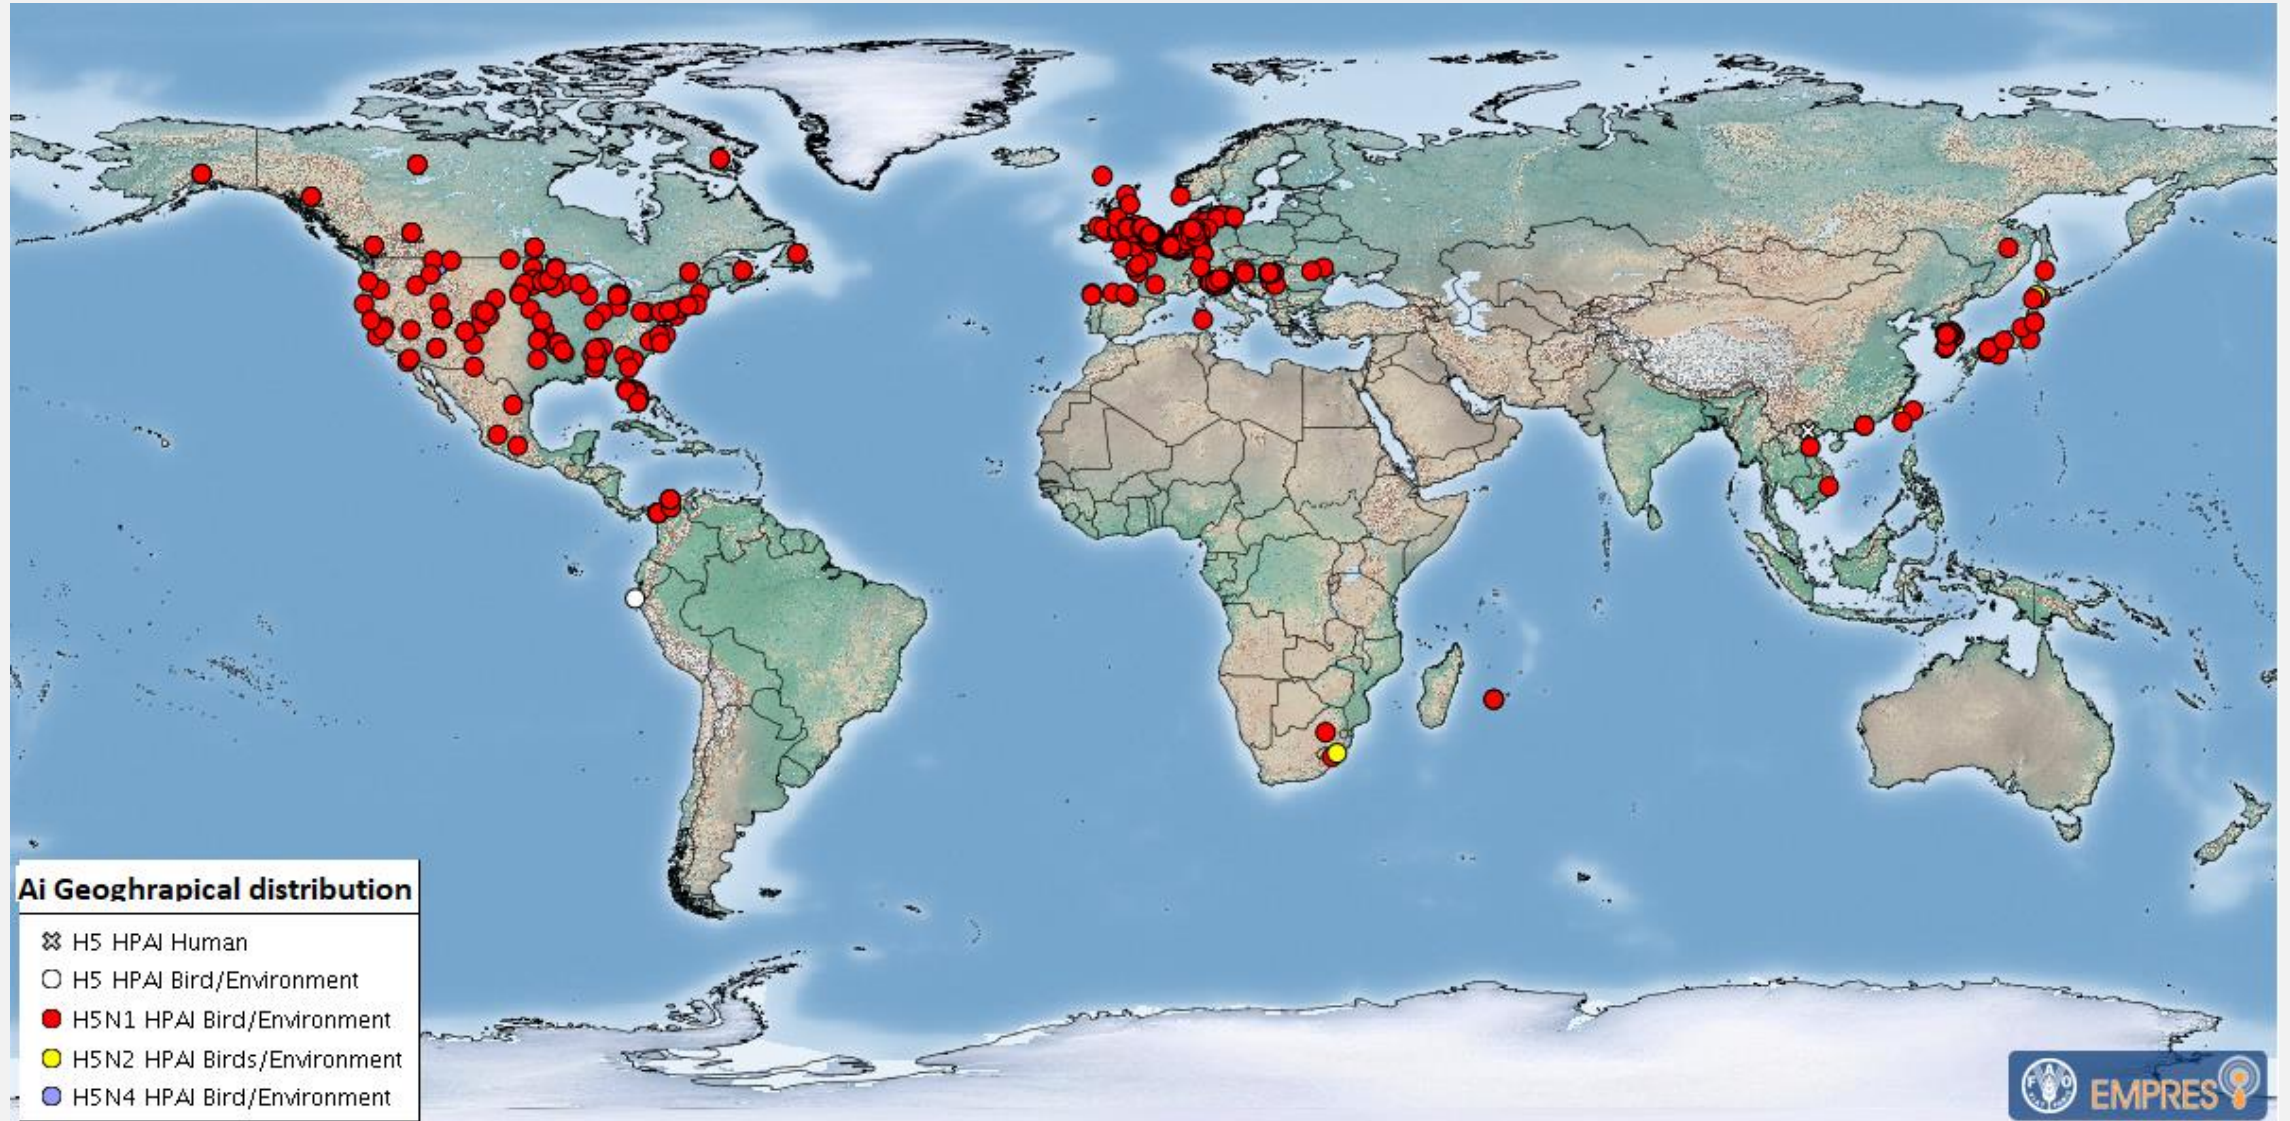 Ai Geoghrapical distribution
H5 HPAI Human
H5 HPAI Bird/Environment
H5N1 HPAI Bird/Environment
H5N2 HPAI Birds/Environment
H5N4 HPAI Bird/Environment
FAO
EMPRES